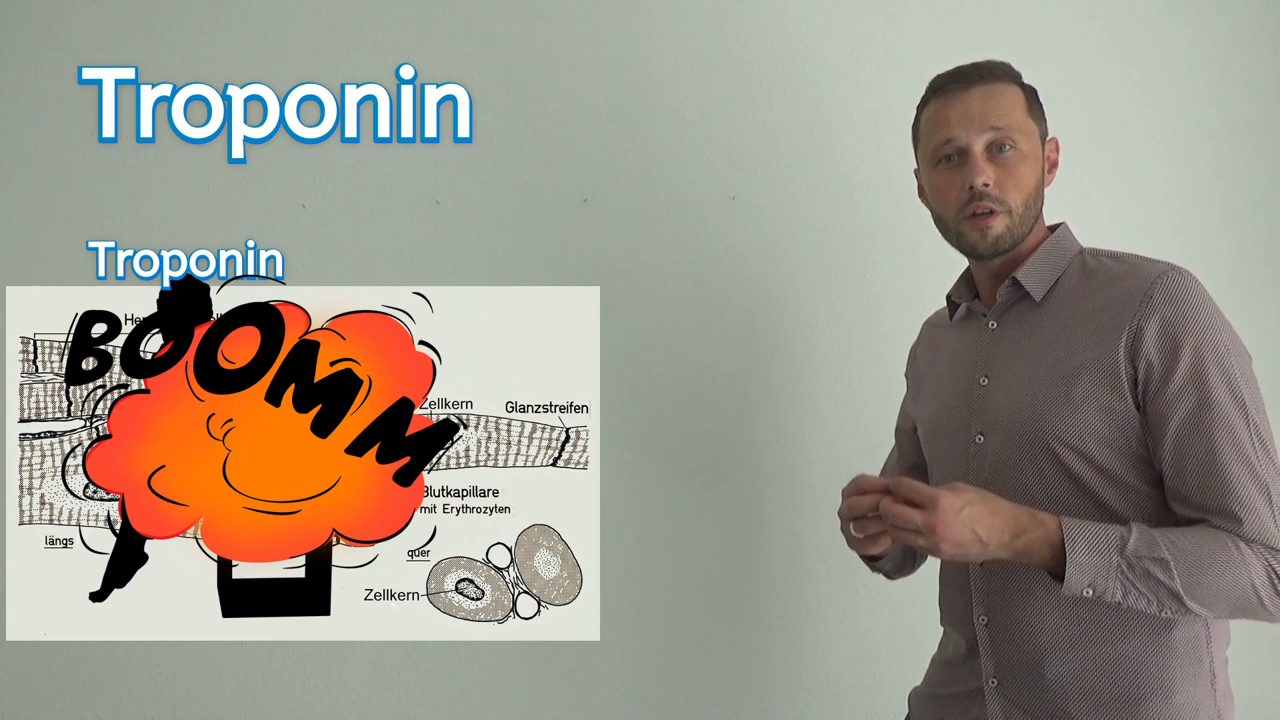 Troponin
Troponin
BOOMM
Zellkern
Glanzstreifen
Blutkapillare
mit Erythrozyten
längs
quer
Zellkern